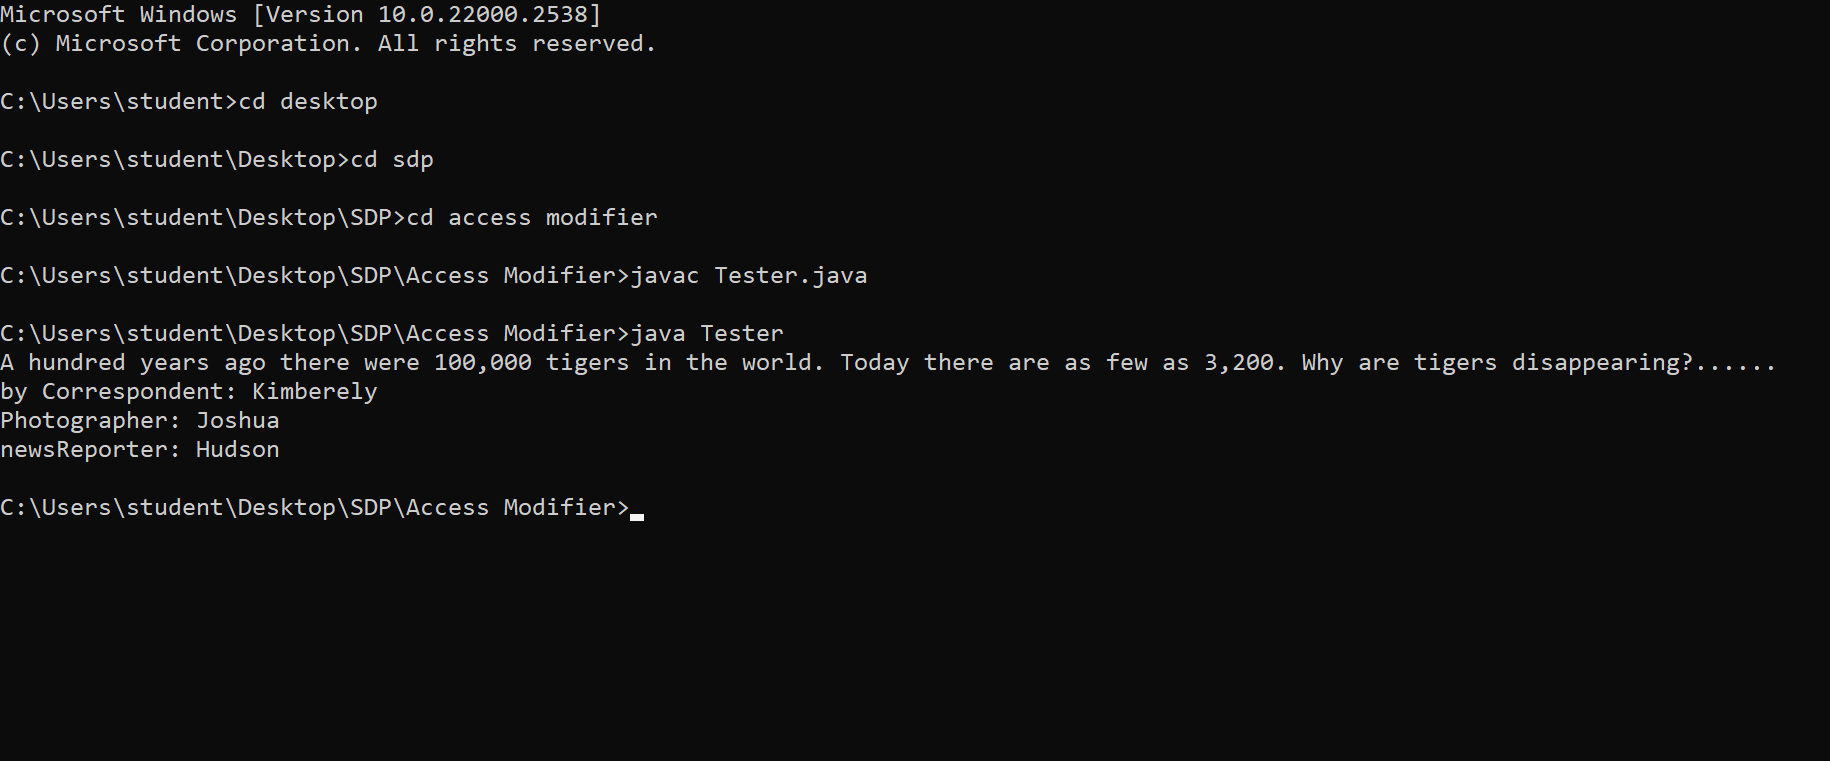 Microsoft Windows [Version 10.0.22000.2538]
(c) Microsoft Corporation. All rights reserved.
C:\Users\student>cd desktop
C:\Users\student\Desktop>cd sdp
C:\Users\student\Desktop\SDP>cd access modifier
C:\Users\student\Desktop\SDP\Access Modifier>javac Tester.java
C:\Users\student\Desktop\SDP\Access Modifier>java Tester
A hundred years ago there were 100,000 tigers in the world. Today there are as few as 3,200. Why are tigers disappearing?......
by Correspondent: Kimberely
Photographer: Joshua
newsReporter: Hudson
C:\Users\student\Desktop\SDP\Access Modifier>